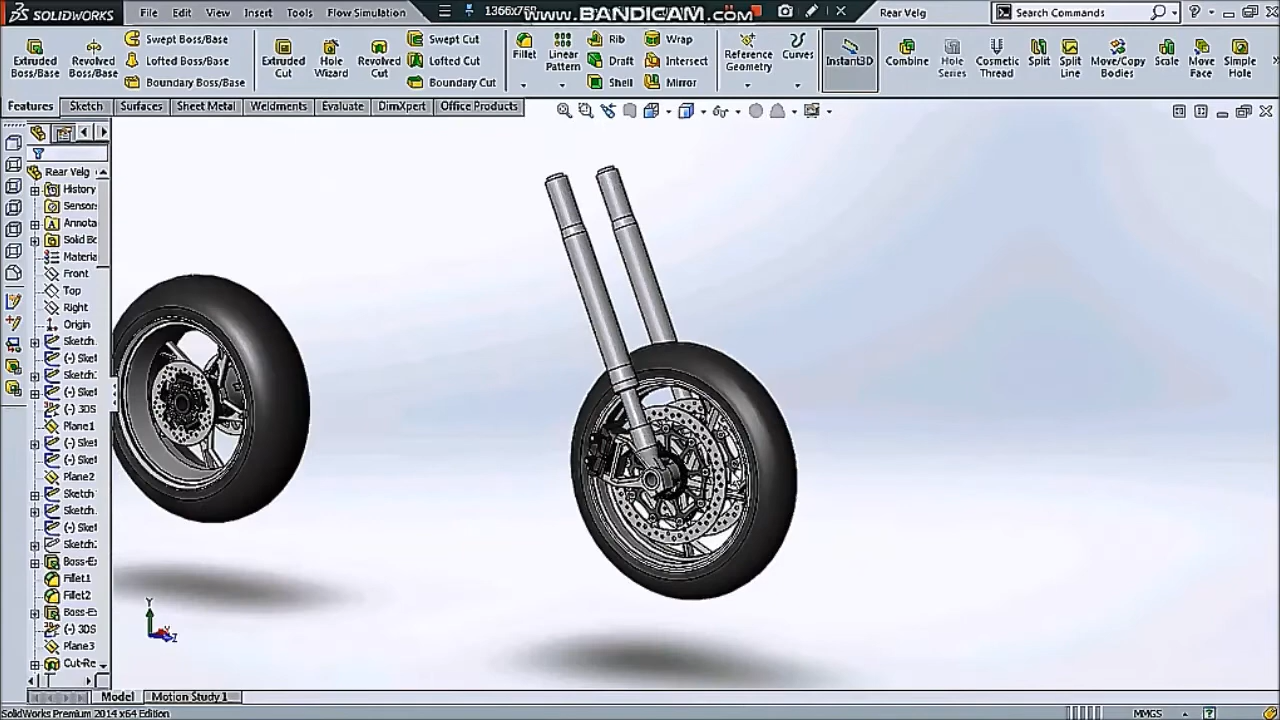 SOLIDWORKS
File Edit View Insert Tools Flow Simulation
1366x768
www.BANDICAM.com
Rear Velg
Search Commands
Extruded Boss/Base
Revolved Boss/Base
Swept Boss/Base
Lofted Boss/Base
Boundary Boss/Base
Extruded Cut
Hole Wizard
Revolved Cut
Swept Cut
Lofted Cut
Boundary Cut
Fillet
Linear Pattern
Rib
Draft
Shell
Wrap
Intersect
Mirror
Reference Geometry
Curves
Instant3D
Combine
Hole Series
Cosmetic Thread
Split
Split Line
Move/Copy Bodies
Scale
Move Face
Simple Hole
Features Sketch Surfaces Sheet Metal Weldments Evaluate DimXpert Office Products
Rear Velg
History
Sensor:
Annota
Solid Bo
Materia
Front
Top
Right
Origin
Sketch
(-) Sket
Sketch:
(-) Sket
(-) 3DS
Plane1
(-) Sket
(-) Sket
Plane2
Sketch
Sketch
(-) Sket
Sketch:
Boss-Ex
Fillet1
Fillet2
Boss-Ex
(-) 3DS
Plane3
Cut-Re
Y
Z
Model Motion Study 1
SolidWorks Premium 2014 x64 Edition
MMGS